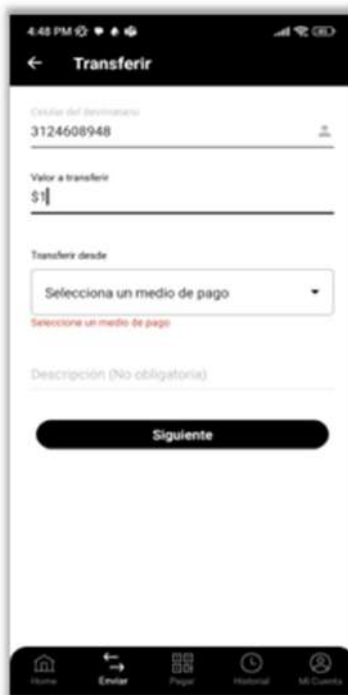 4:48 PM
Transferir
Celular del destinatario
3124608948
Valor a transferir
$1
Transferir desde
Selecciona un medio de pago
Seleccione un medio de pago
Descripción (No obligatoria)
Siguiente
Home Enviar Pagar Historial Mi Cuenta